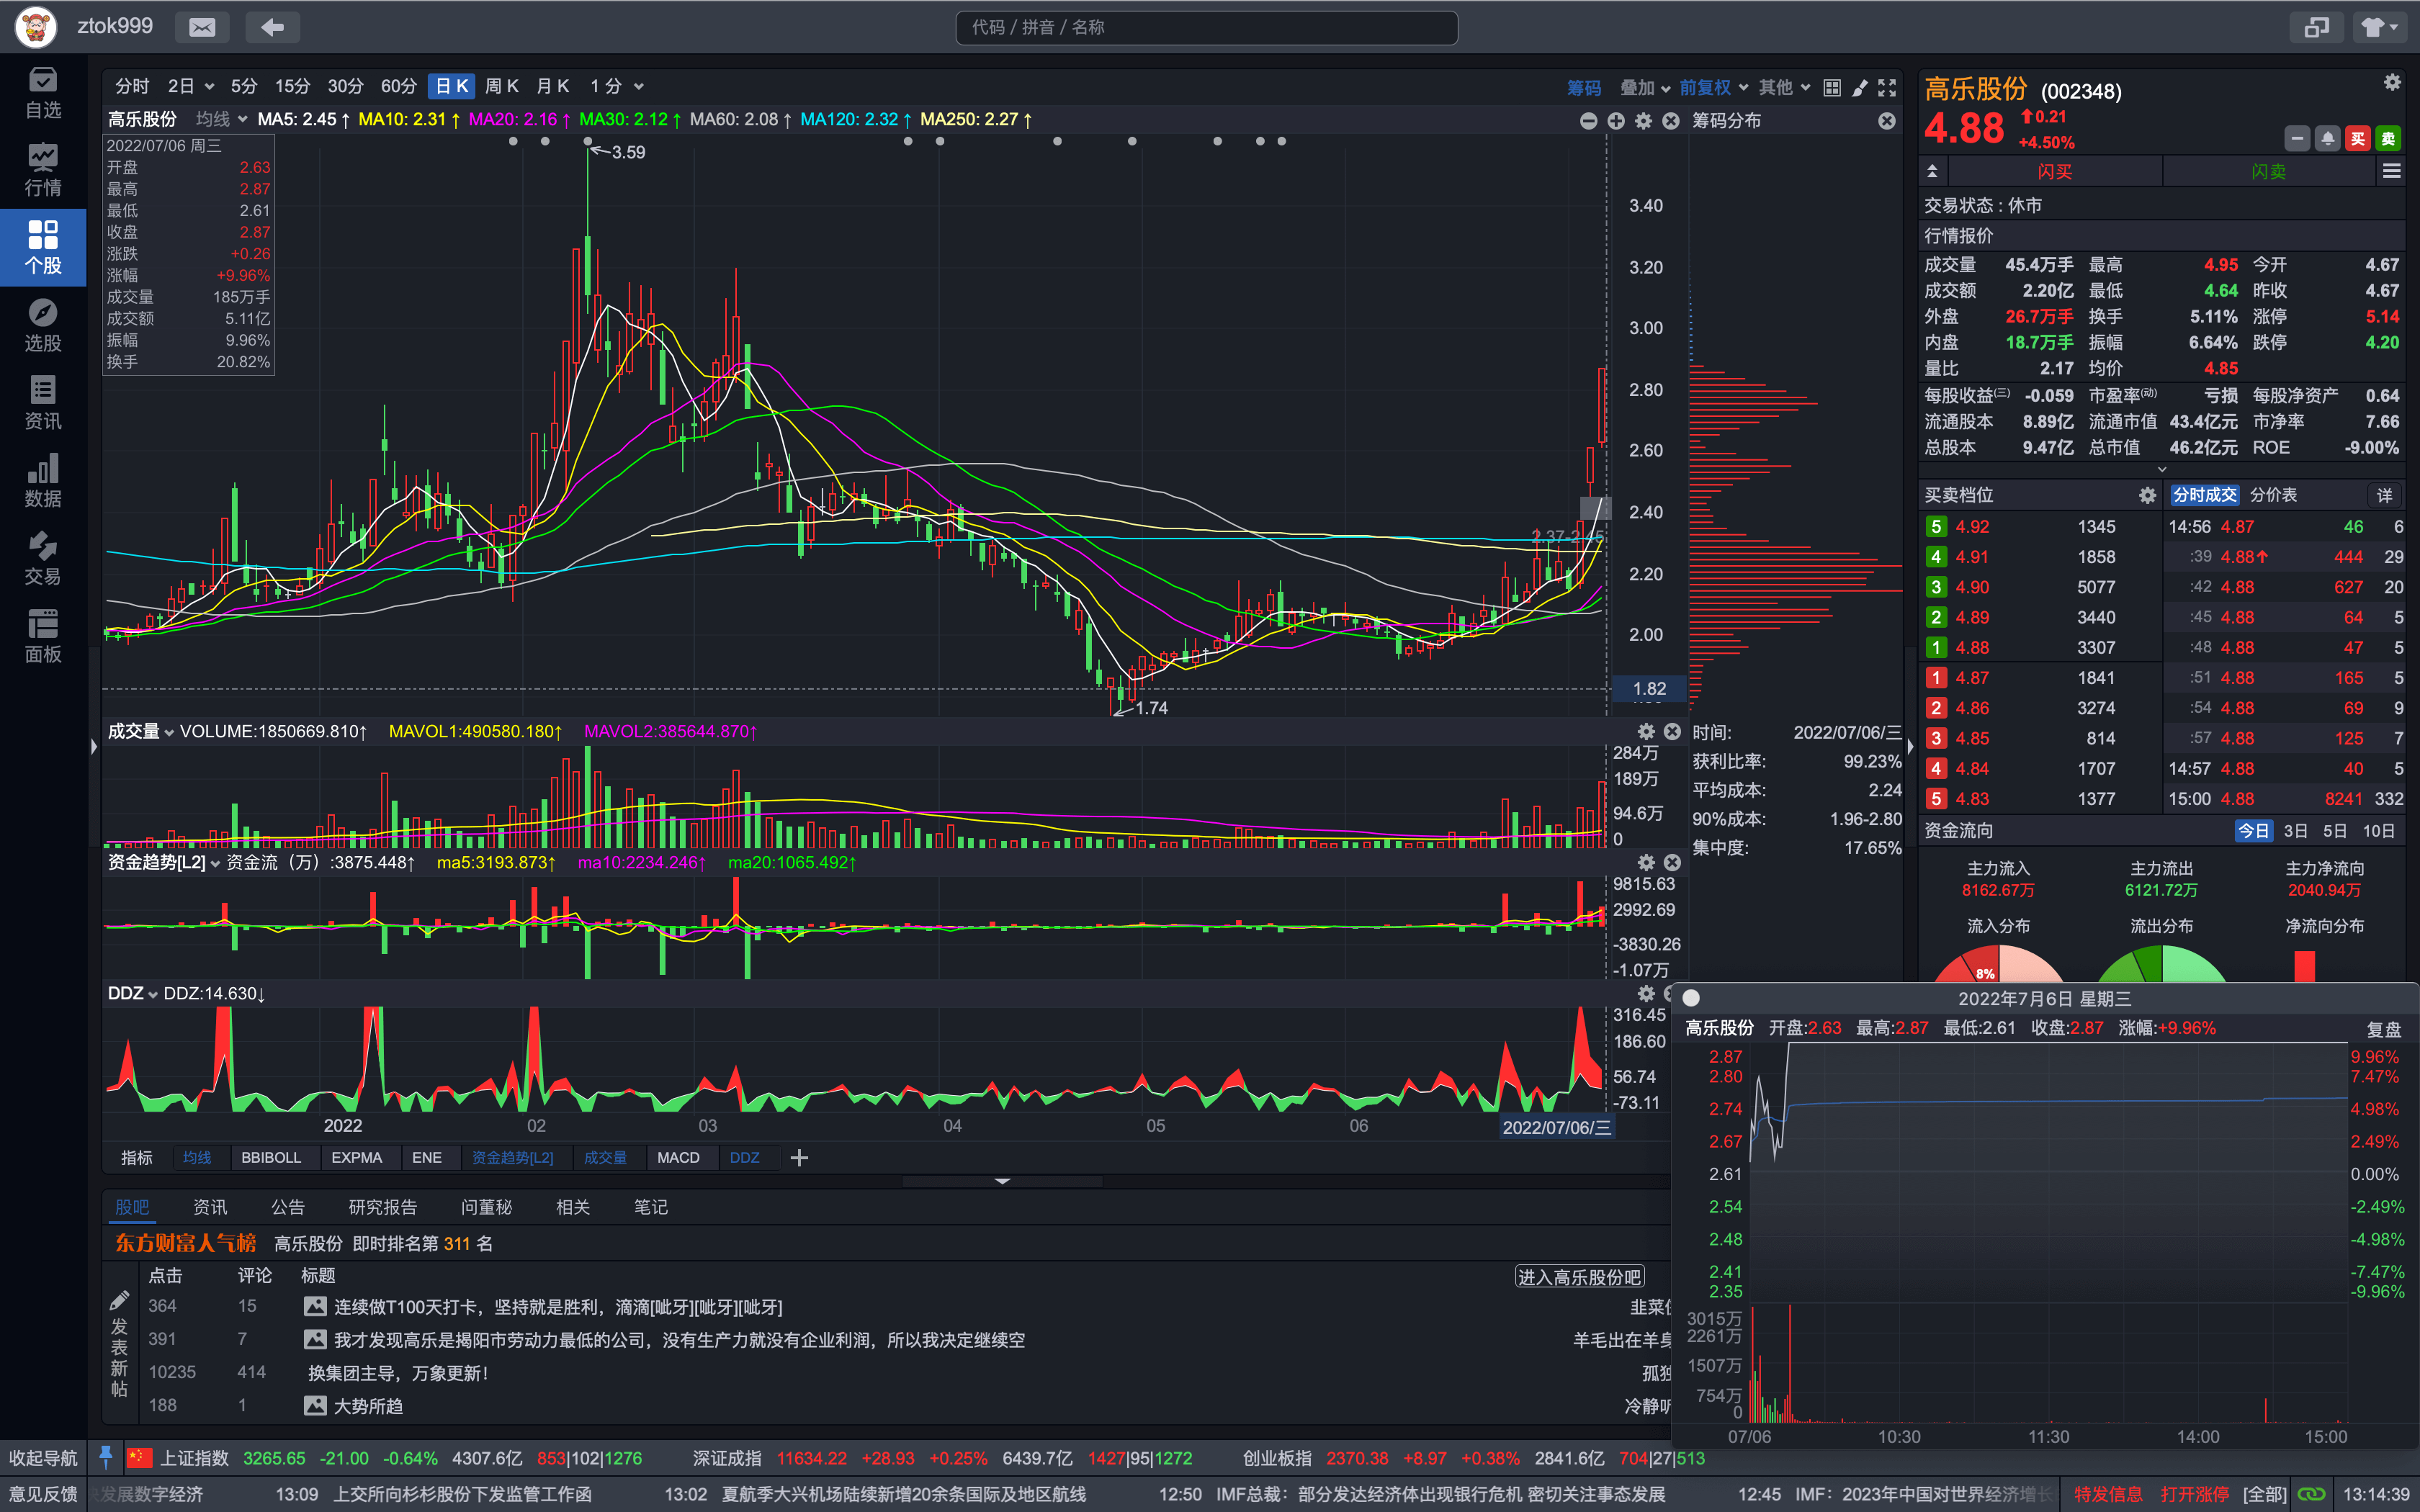 ztok999
代码 / 拼音 / 名称
自选
行情
个股
选股
资讯
数据
交易
面板
分时 2日 5分 15分 30分 60分 日K 周K 月K 1分 筹码 叠加 前复权 其他
高乐股份 均线 MA5: 2.45↑ MA10: 2.31↑ MA20: 2.16↑ MA30: 2.12↑ MA60: 2.08↑ MA120: 2.32↑ MA250: 2.27↑
筹码分布
2022/07/06 周三
开盘 2.63
最高 2.87
最低 2.61
收盘 2.87
涨跌 +0.26
涨幅 +9.96%
成交量 185万手
成交额 5.11亿
振幅 9.96%
换手 20.82%
3.59
3.40
3.20
3.00
2.80
2.60
2.40
2.37-2.45
2.20
2.00
1.82
1.74
成交量 VOLUME:1850669.810↑ MAVOL1:490580.180↑ MAVOL2:385644.870↑
284万
189万
94.6万
0
资金趋势[L2] 资金流（万）:3875.448↑ ma5:3193.873↑ ma10:2234.246↑ ma20:1065.492↑
9815.63
2992.69
-3830.26
-1.07万
DDZ DDZ:14.630↓
316.45
186.60
56.74
-73.11
2022 02 03 04 05 06 2022/07/06/三
指标 均线 BBIBOLL EXPMA ENE 资金趋势[L2] 成交量 MACD DDZ
时间: 2022/07/06/三
获利比率: 99.23%
平均成本: 2.24
90%成本: 1.96-2.80
集中度: 17.65%
股吧 资讯 公告 研究报告 问董秘 相关 笔记
东方财富人气榜 高乐股份 即时排名第 311 名
点击 评论 标题 进入高乐股份吧
发表新帖
364 15 连续做T100天打卡，坚持就是胜利，滴滴[呲牙][呲牙][呲牙] 韭菜
391 7 我才发现高乐是揭阳市劳动力最低的公司，没有生产力就没有企业利润，所以我决定继续空 羊毛出在羊
10235 414 换集团主导，万象更新！ 孤独
188 1 大势所趋 冷静
高乐股份 (002348)
4.88 0.21
+4.50%
买 卖
闪买 闪卖
交易状态 : 休市
行情报价
成交量 45.4万手 最高 4.95 今开 4.67
成交额 2.20亿 最低 4.64 昨收 4.67
外盘 26.7万手 换手 5.11% 涨停 5.14
内盘 18.7万手 振幅 6.64% 跌停 4.20
量比 2.17 均价 4.85
每股收益(三) -0.059 市盈率(动) 亏损 每股净资产 0.64
流通股本 8.89亿 流通市值 43.4亿元 市净率 7.66
总股本 9.47亿 总市值 46.2亿元 ROE -9.00%
买卖档位 分时成交 分价表 详
5 4.92 1345 14:56 4.87 46 6
4 4.91 1858 :39 4.88↑ 444 29
3 4.90 5077 :42 4.88 627 20
2 4.89 3440 :45 4.88 64 5
1 4.88 3307 :48 4.88 47 5
1 4.87 1841 :51 4.88 165 5
2 4.86 3274 :54 4.88 69 9
3 4.85 814 :57 4.88 125 7
4 4.84 1707 14:57 4.88 40 5
5 4.83 1377 15:00 4.88 8241 332
资金流向 今日 3日 5日 10日
主力流入 主力流出 主力净流向
8162.67万 6121.72万 2040.94万
流入分布 流出分布 净流向分布
8%
2022年7月6日 星期三
高乐股份 开盘:2.63 最高:2.87 最低:2.61 收盘:2.87 涨幅:+9.96% 复盘
2.87 9.96%
2.80 7.47%
2.74 4.98%
2.67 2.49%
2.61 0.00%
2.54 -2.49%
2.48 -4.98%
2.41 -7.47%
2.35 -9.96%
3015万
2261万
1507万
754万
0
07/06 10:30 11:30 14:00 15:00
收起导航 上证指数 3265.65 -21.00 -0.64% 4307.6亿 853|102|1276 深证成指 11634.22 +28.93 +0.25% 6439.7亿 1427|95|1272 创业板指 2370.38 +8.97 +0.38% 2841.6亿 704|27|513
意见反馈 发展数字经济 13:09 上交所向杉杉股份下发监管工作函 13:02 夏航季大兴机场陆续新增20余条国际及地区航线 12:50 IMF总裁：部分发达经济体出现银行危机 密切关注事态发展 12:45 IMF：2023年中国对世界经济增长 特发信息 打开涨停 [全部] 13:14:39